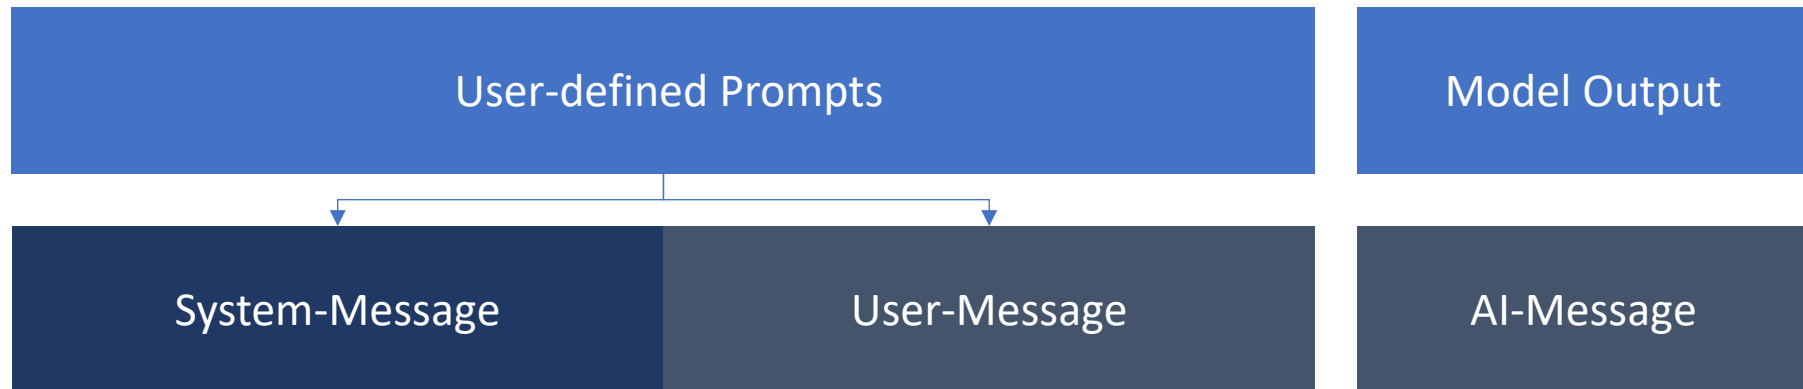 User-defined Prompts
Model Output
System-Message
User-Message
AI-Message